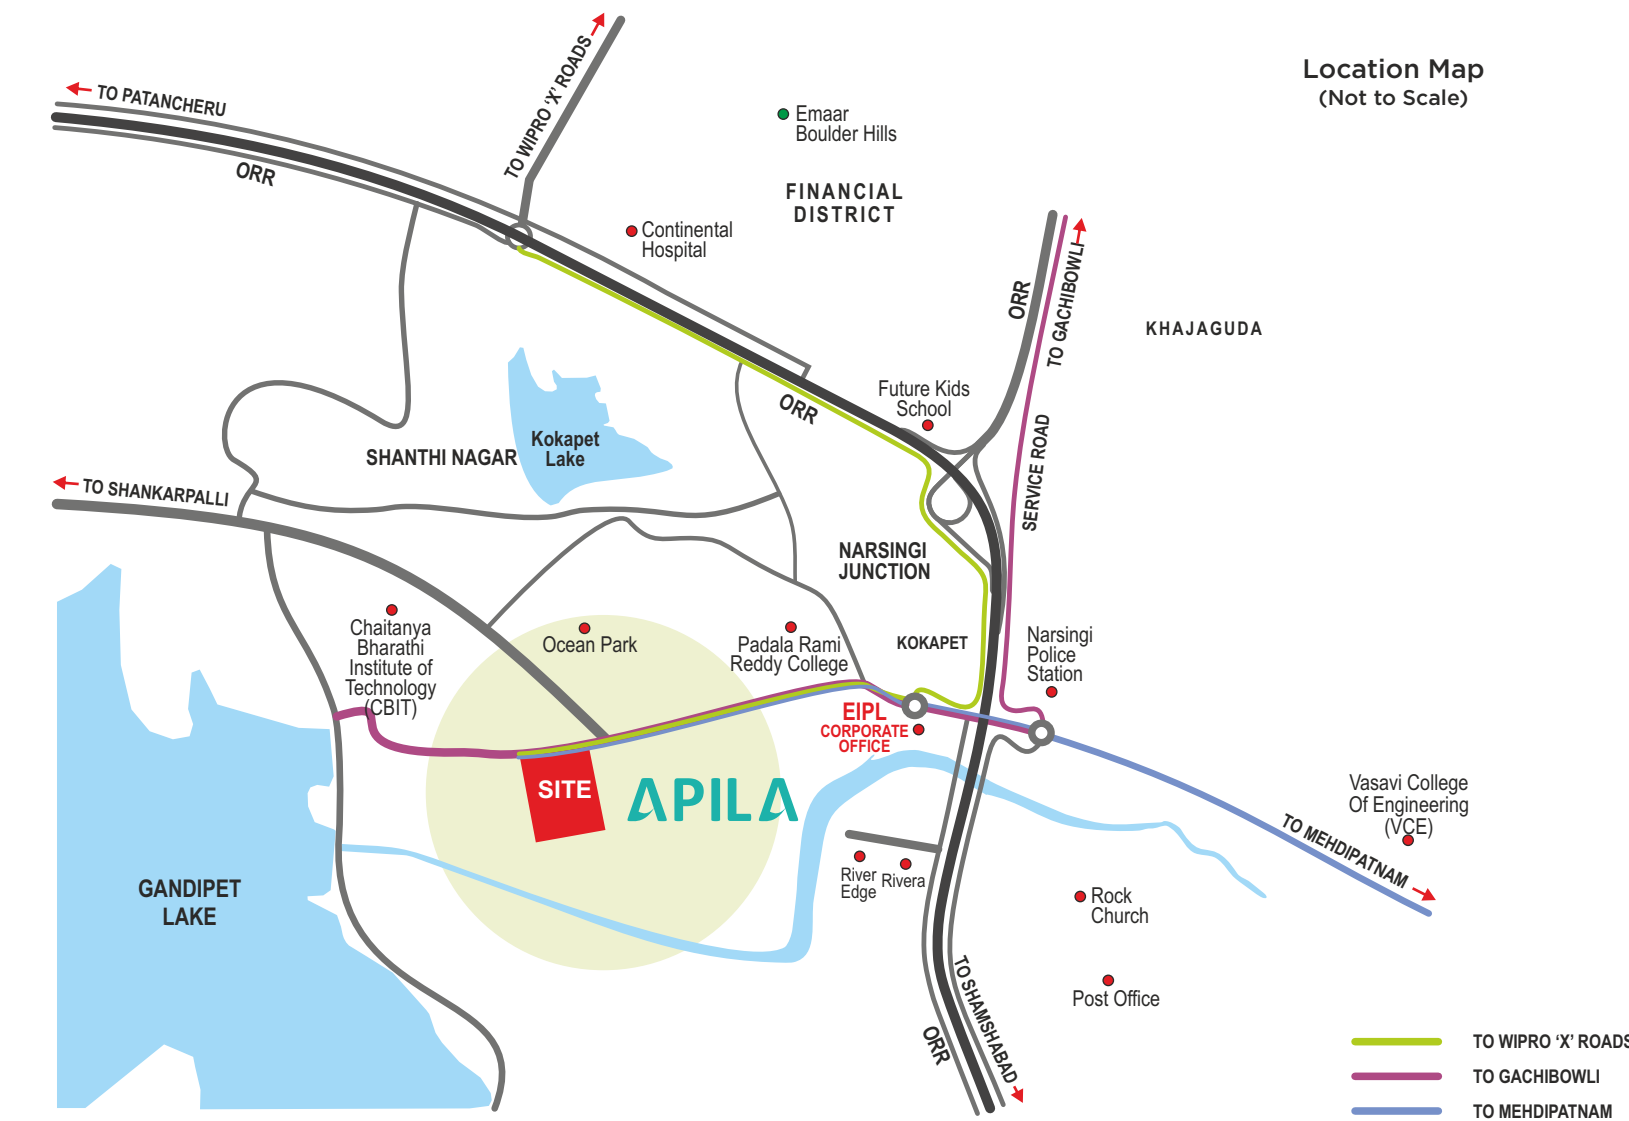 Location Map
(Not to Scale)
TO PATANCHERU
ORR
TO WIPRO ‘X’ ROADS
Emaar
Boulder Hills
FINANCIAL
DISTRICT
Continental
Hospital
ORR
TO GACHIBOWLI
KHAJAGUDA
Future Kids
School
ORR
SERVICE ROAD
Kokapet
Lake
SHANTHI NAGAR
TO SHANKARPALLI
NARSINGI
JUNCTION
KOKAPET
Narsingi
Police
Station
Chaitanya
Bharathi
Institute of
Technology
(CBIT)
Ocean Park
Padala Rami
Reddy College
EIPL
CORPORATE
OFFICE
SITE
APILA
Vasavi College
Of Engineering
(VCE)
TO MEHDIPATNAM
River
Edge
Rivera
GANDIPET
LAKE
Rock
Church
Post Office
TO SHAMSHABAD
ORR
TO WIPRO ‘X’ ROADS
TO GACHIBOWLI
TO MEHDIPATNAM